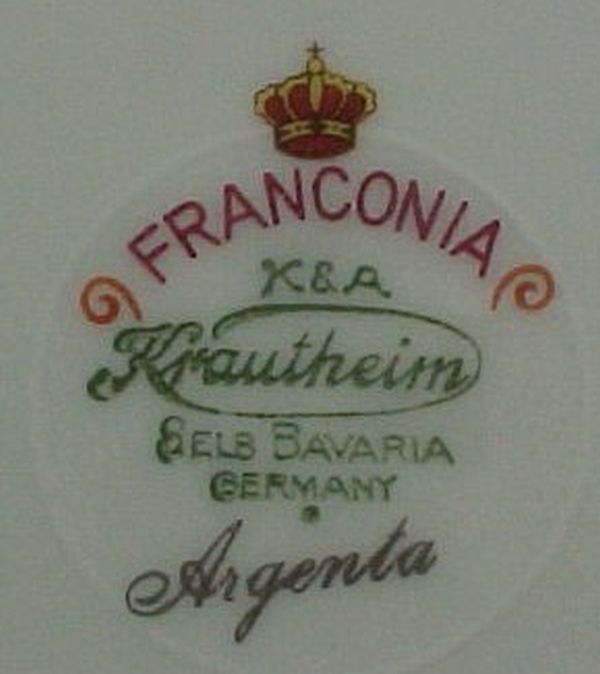 FRANCONIA
K&A
Krautheim
SELB BAVARIA
GERMANY
Argenta